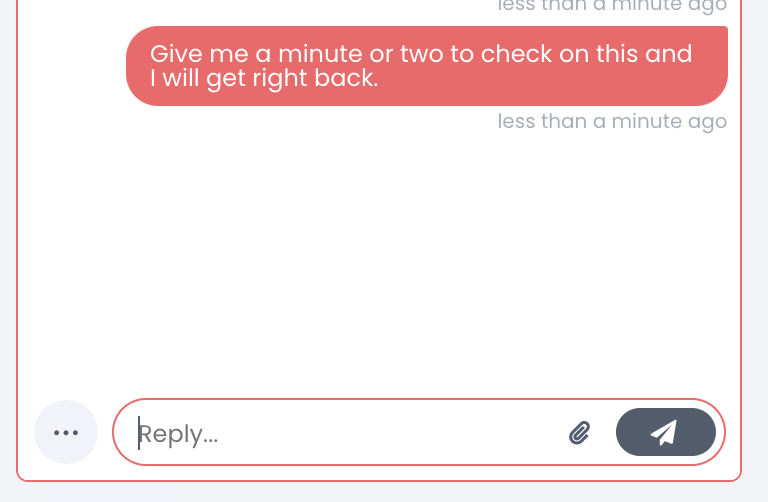 less than a minute ago
Give me a minute or two to check on this and
I will get right back.
less than a minute ago
Reply...